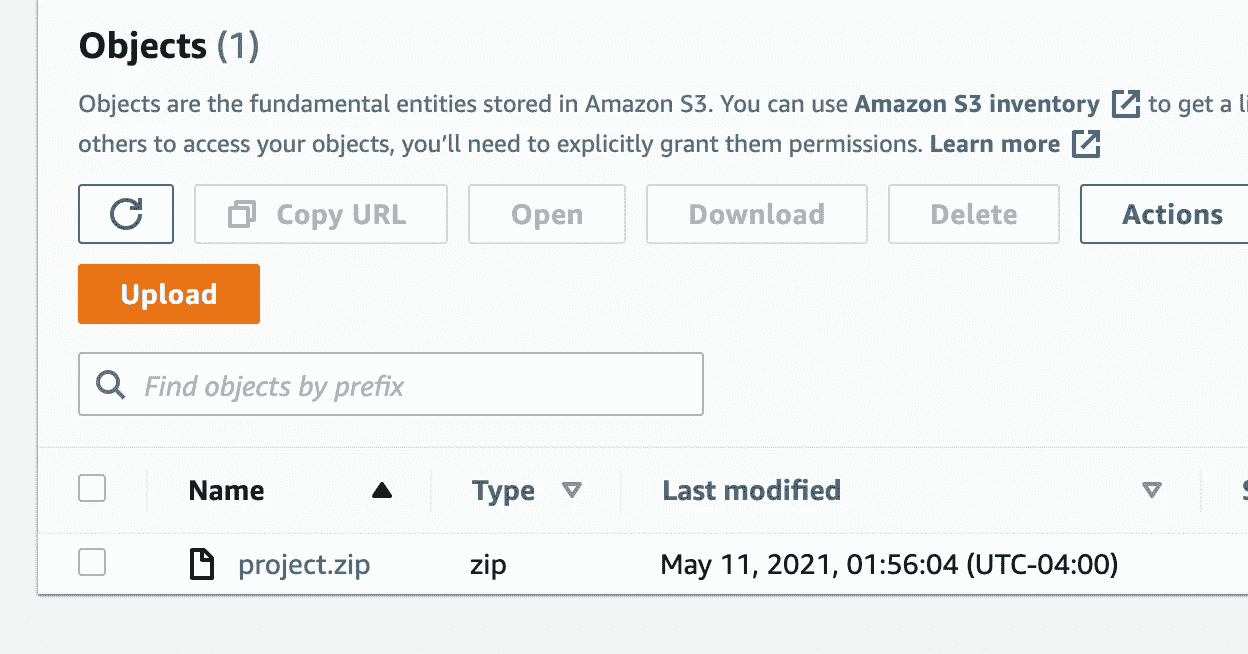 Objects (1)
Objects are the fundamental entities stored in Amazon S3. You can use Amazon S3 inventory to get a
others to access your objects, you’ll need to explicitly grant them permissions. Learn more
Copy URL Open Download Delete Actions
Upload
Find objects by prefix
Name Type Last modified
project.zip zip May 11, 2021, 01:56:04 (UTC-04:00)